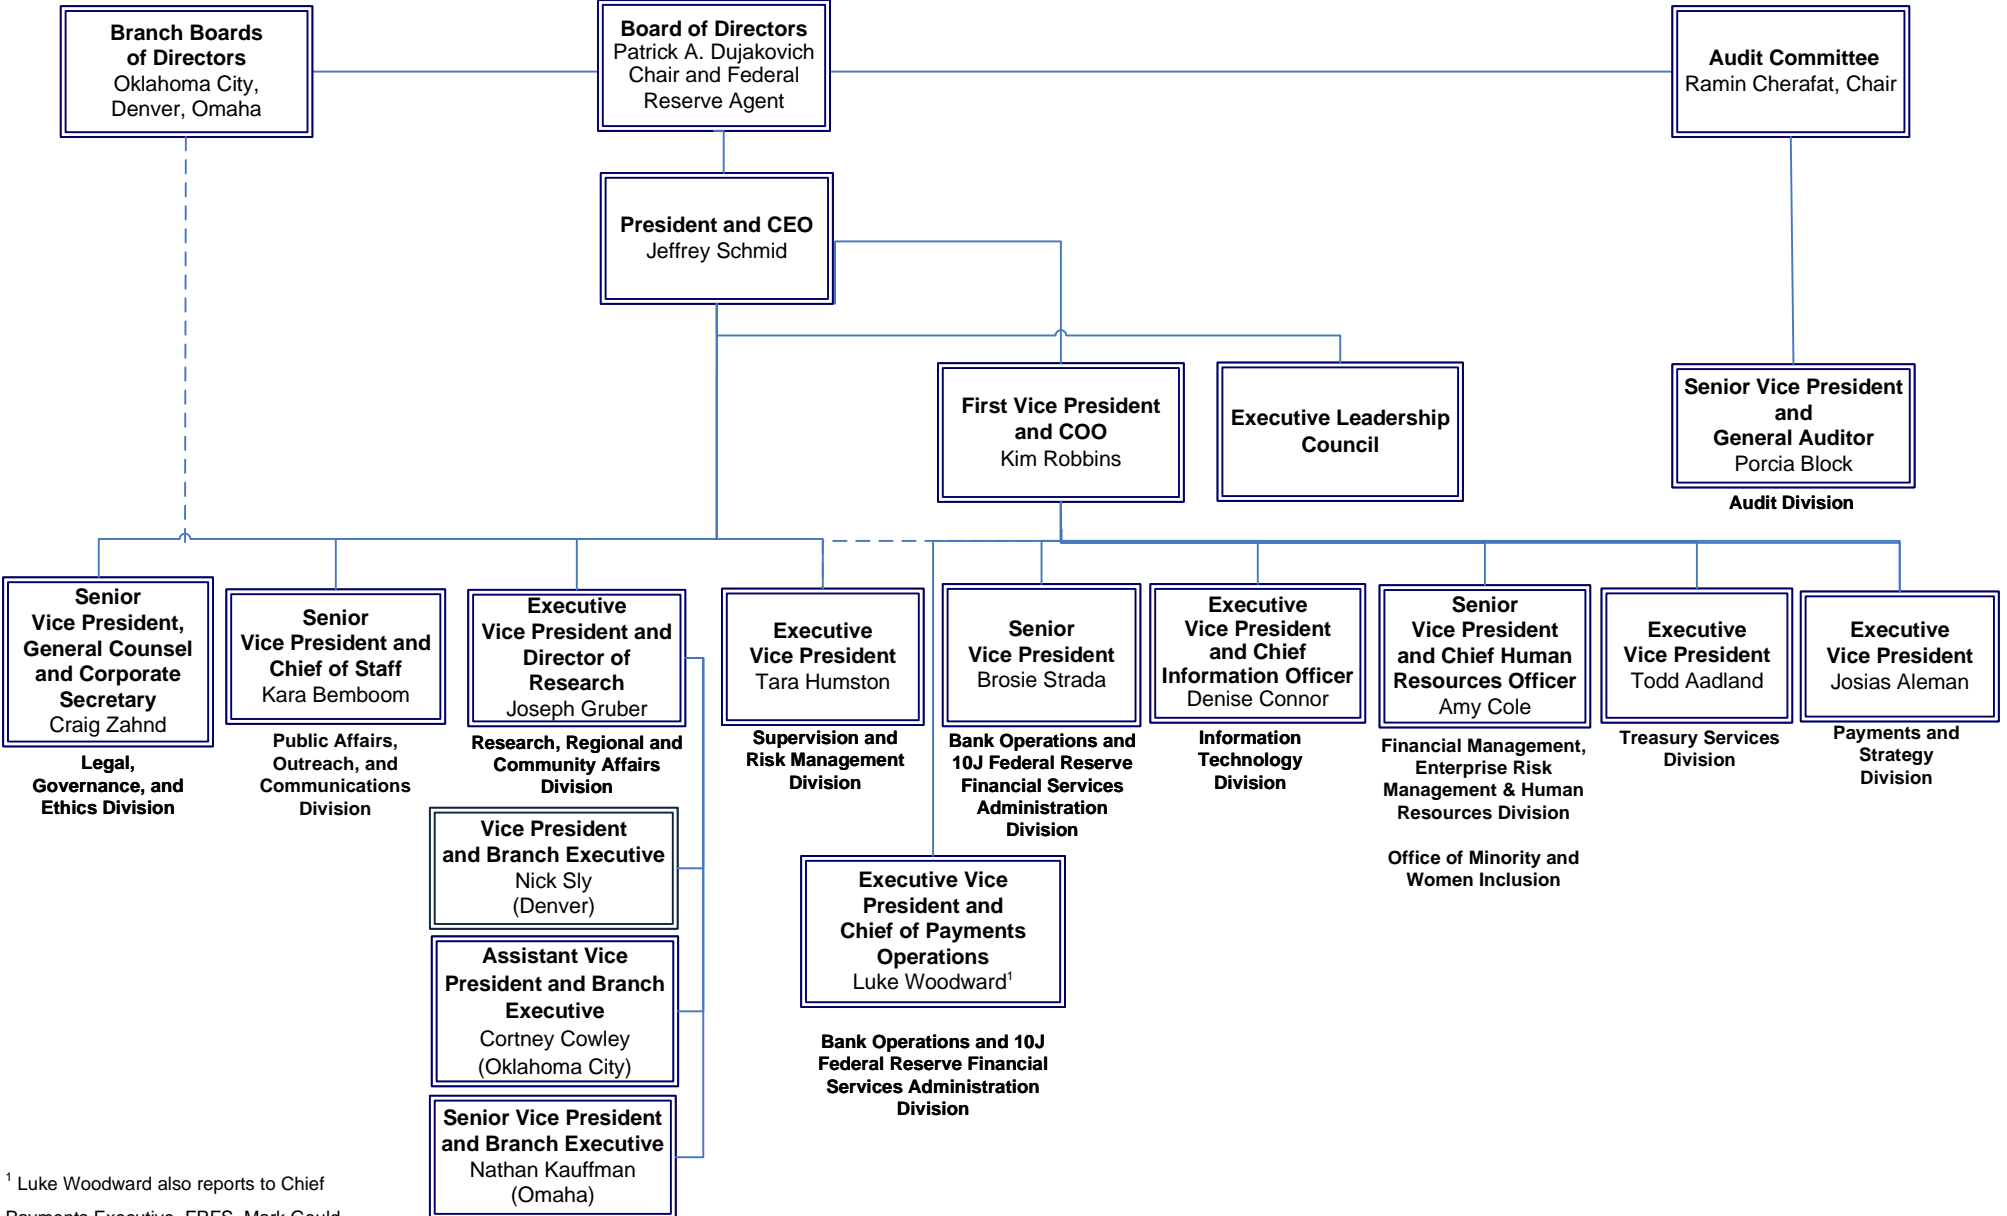 Branch Boards
of Directors
Oklahoma City,
Denver, Omaha
Board of Directors
Patrick A. Dujakovich
Chair and Federal
Reserve Agent
Audit Committee
Ramin Cherafat, Chair
President and CEO
Jeffrey Schmid
First Vice President
and COO
Kim Robbins
Executive Leadership
Council
Senior Vice President
and
General Auditor
Porcia Block
Audit Division
Senior
Vice President,
General Counsel
and Corporate
Secretary
Craig Zahnd
Legal,
Governance, and
Ethics Division
Senior
Vice President and
Chief of Staff
Kara Bemboom
Public Affairs,
Outreach, and
Communications
Division
Executive
Vice President and
Director of
Research
Joseph Gruber
Research, Regional and
Community Affairs
Division
Executive
Vice President
Tara Humston
Supervision and
Risk Management
Division
Senior
Vice President
Brosie Strada
Bank Operations and
10J Federal Reserve
Financial Services
Administration
Division
Executive
Vice President
and Chief
Information Officer
Denise Connor
Information
Technology
Division
Senior
Vice President
and Chief Human
Resources Officer
Amy Cole
Financial Management,
Enterprise Risk
Management & Human
Resources Division
Office of Minority and
Women Inclusion
Executive
Vice President
Todd Aadland
Treasury Services
Division
Executive
Vice President
Josias Aleman
Payments and
Strategy
Division
Vice President
and Branch Executive
Nick Sly
(Denver)
Assistant Vice
President and Branch
Executive
Cortney Cowley
(Oklahoma City)
Senior Vice President
and Branch Executive
Nathan Kauffman
(Omaha)
Executive Vice
President and
Chief of Payments
Operations
Luke Woodward¹
Bank Operations and 10J
Federal Reserve Financial
Services Administration
Division
¹ Luke Woodward also reports to Chief
Payments Executive, FRFS, Mark Gould